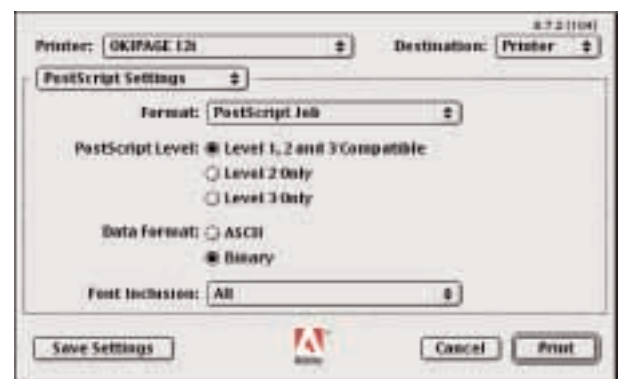 8.7.2 (104)
Printer: OKIPAGE 12i Destination: Printer
PostScript Settings
Format: PostScript Job
PostScript Level: Level 1, 2 and 3 Compatible
Level 2 Only
Level 3 Only
Data Format: ASCII
Binary
Font Inclusion: All
Save Settings Adobe Cancel Print